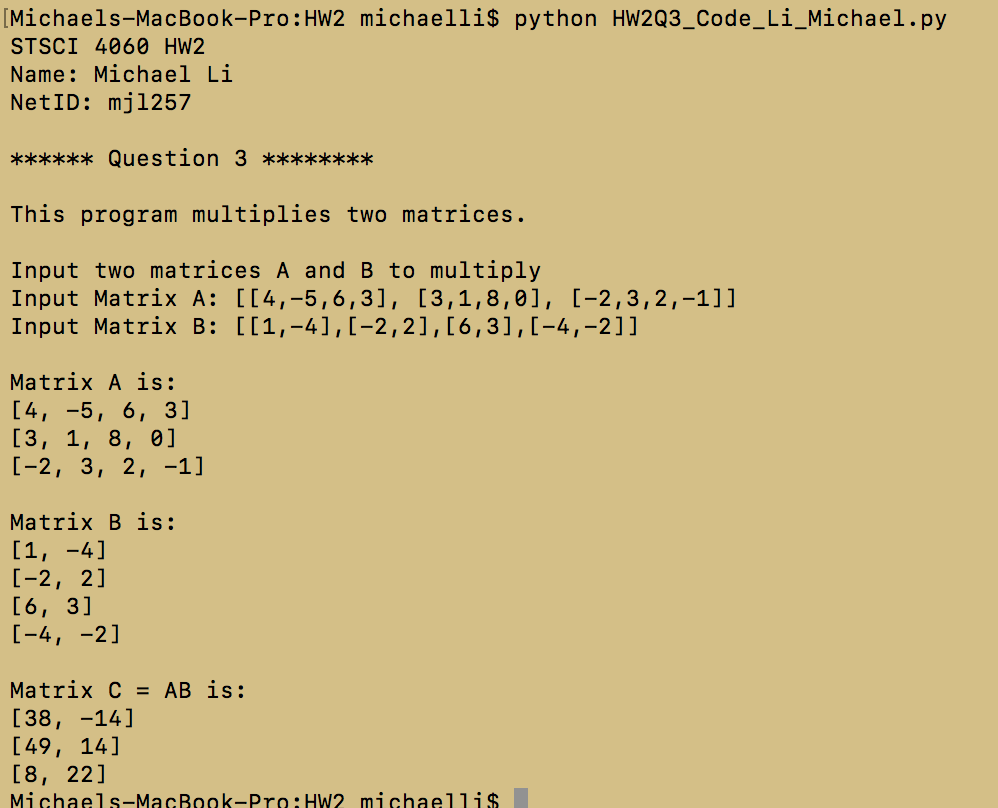 [Michaels-MacBook-Pro:HW2 michaelli$ python HW2Q3_Code_Li_Michael.py
STSCI 4060 HW2
Name: Michael Li
NetID: mjl257
****** Question 3 ********
This program multiplies two matrices.
Input two matrices A and B to multiply
Input Matrix A: [[4,-5,6,3], [3,1,8,0], [-2,3,2,-1]]
Input Matrix B: [[1,-4],[-2,2],[6,3],[-4,-2]]
Matrix A is:
[4, -5, 6, 3]
[3, 1, 8, 0]
[-2, 3, 2, -1]
Matrix B is:
[1, -4]
[-2, 2]
[6, 3]
[-4, -2]
Matrix C = AB is:
[38, -14]
[49, 14]
[8, 22]
Michaels-MacBook-Pro:HW2 michaelli$